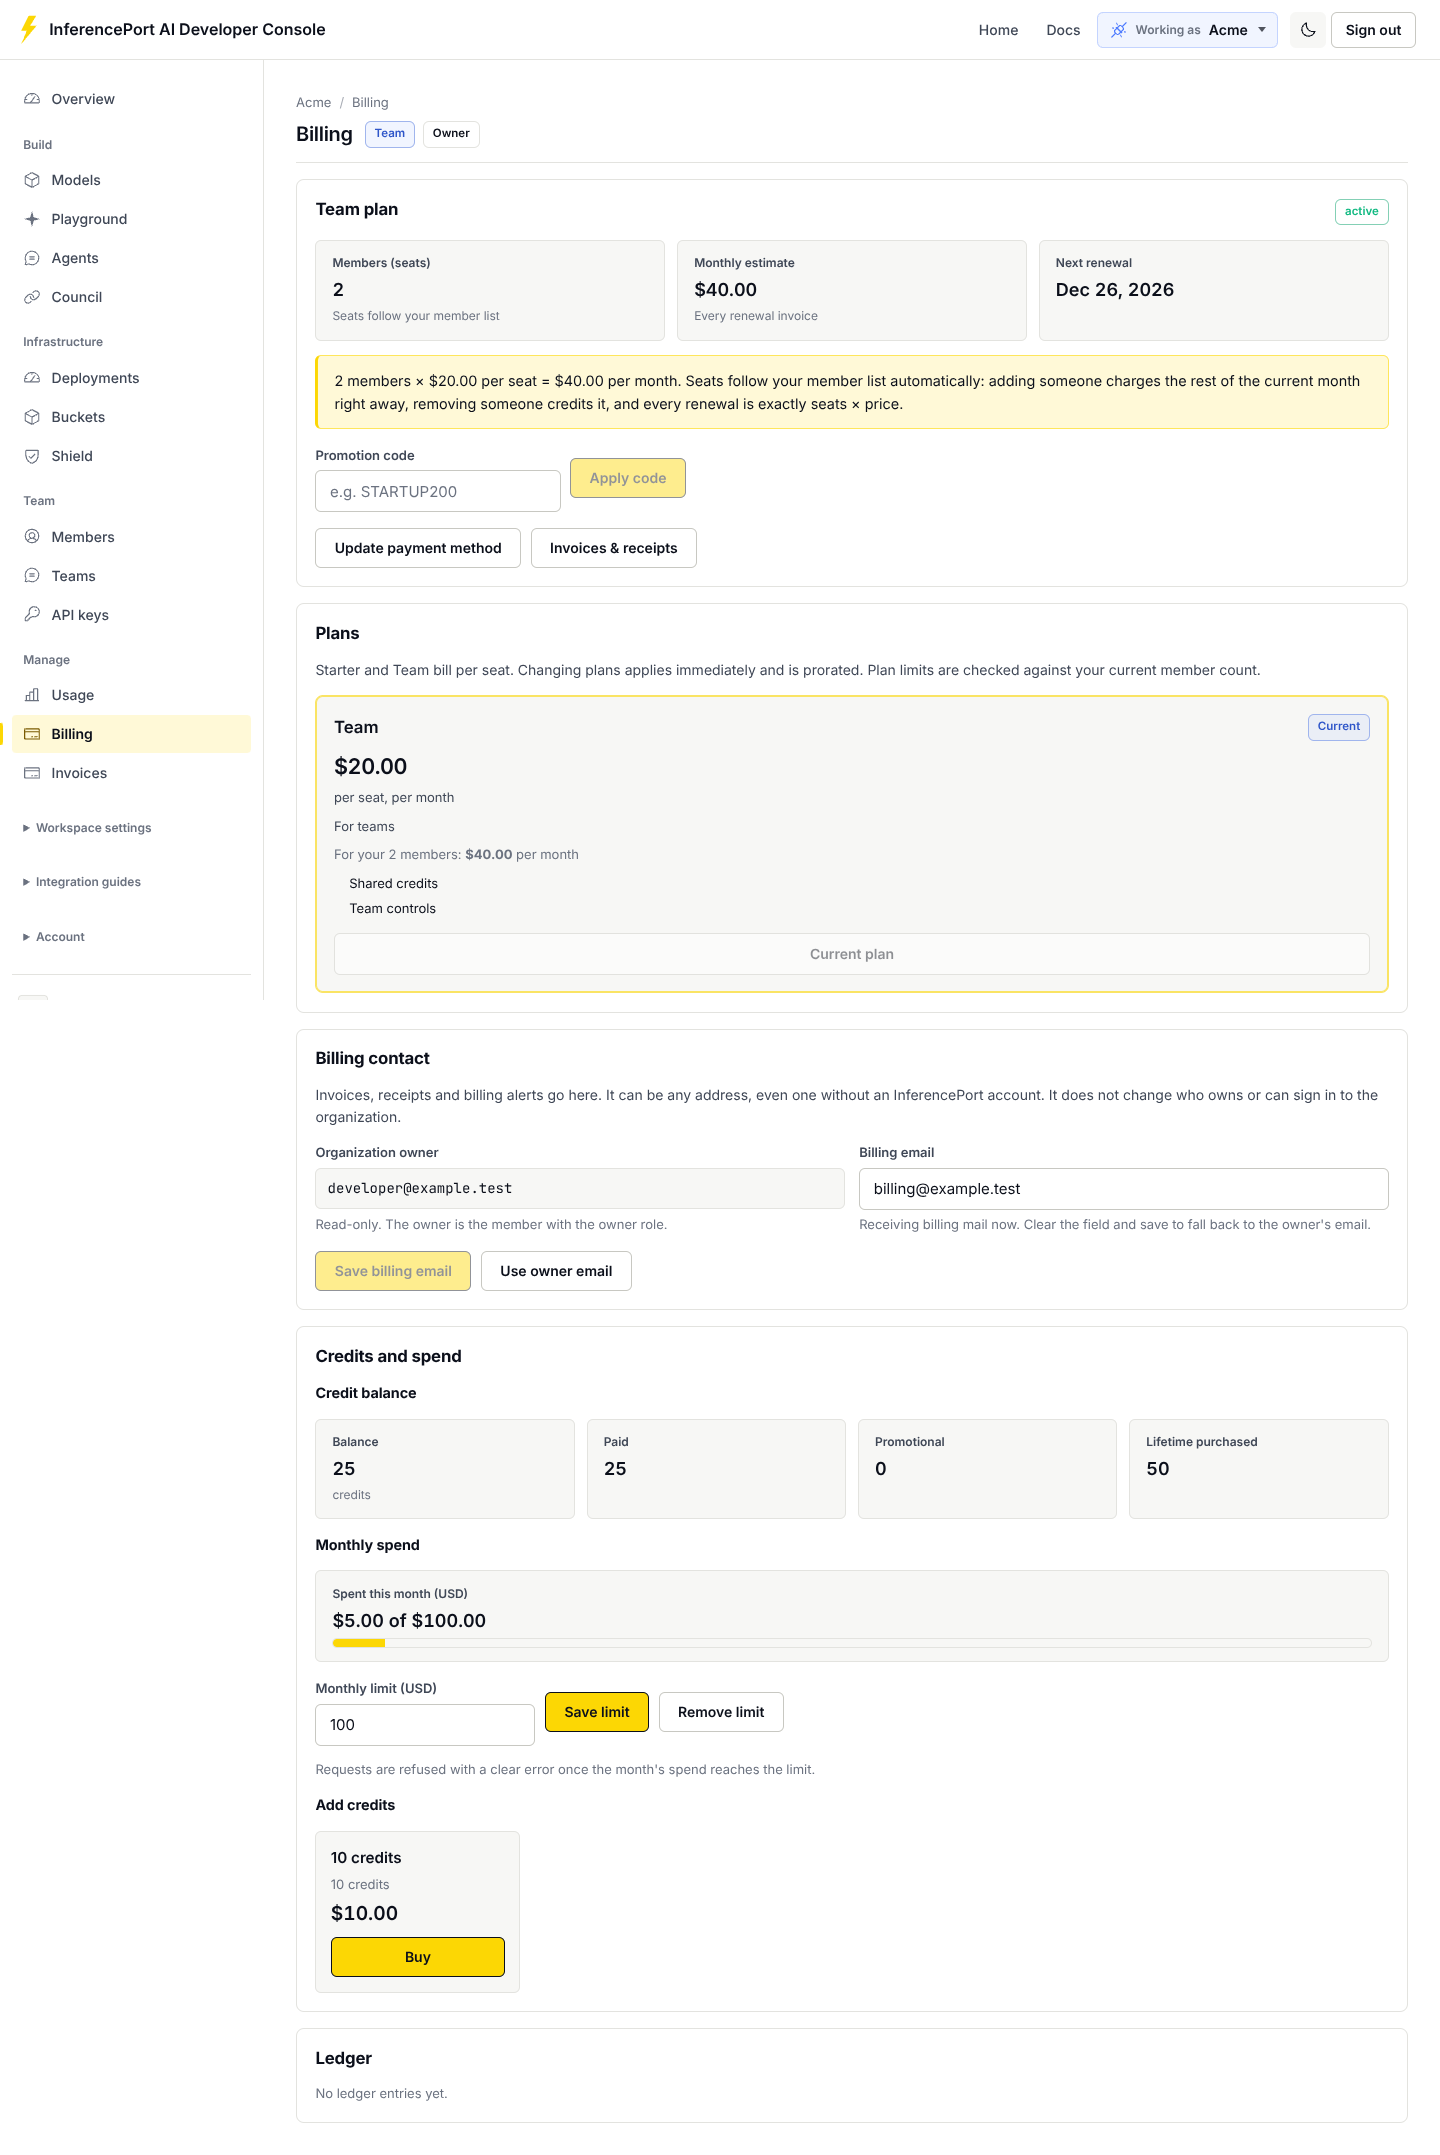 InferencePort AI Developer Console
Home
Docs
Working as Acme
Sign out
Overview
Build
Models
Playground
Agents
Council
Infrastructure
Deployments
Buckets
Shield
Team
Members
Teams
API keys
Manage
Usage
Billing
Invoices
Workspace settings
Integration guides
Account
Acme / Billing
Billing
Team
Owner
Team plan
active
Members (seats)
2
Seats follow your member list
Monthly estimate
$40.00
Every renewal invoice
Next renewal
Dec 26, 2026
2 members × $20.00 per seat = $40.00 per month. Seats follow your member list automatically: adding someone charges the rest of the current month
right away, removing someone credits it, and every renewal is exactly seats × price.
Promotion code
e.g. STARTUP200
Apply code
Update payment method
Invoices & receipts
Plans
Starter and Team bill per seat. Changing plans applies immediately and is prorated. Plan limits are checked against your current member count.
Team
Current
$20.00
per seat, per month
For teams
For your 2 members: $40.00 per month
Shared credits
Team controls
Current plan
Billing contact
Invoices, receipts and billing alerts go here. It can be any address, even one without an InferencePort account. It does not change who owns or can sign in to the
organization.
Organization owner
developer@example.test
Read-only. The owner is the member with the owner role.
Billing email
billing@example.test
Receiving billing mail now. Clear the field and save to fall back to the owner's email.
Save billing email
Use owner email
Credits and spend
Credit balance
Balance
25
credits
Paid
25
Promotional
0
Lifetime purchased
50
Monthly spend
Spent this month (USD)
$5.00 of $100.00
Monthly limit (USD)
100
Save limit
Remove limit
Requests are refused with a clear error once the month's spend reaches the limit.
Add credits
10 credits
10 credits
$10.00
Buy
Ledger
No ledger entries yet.